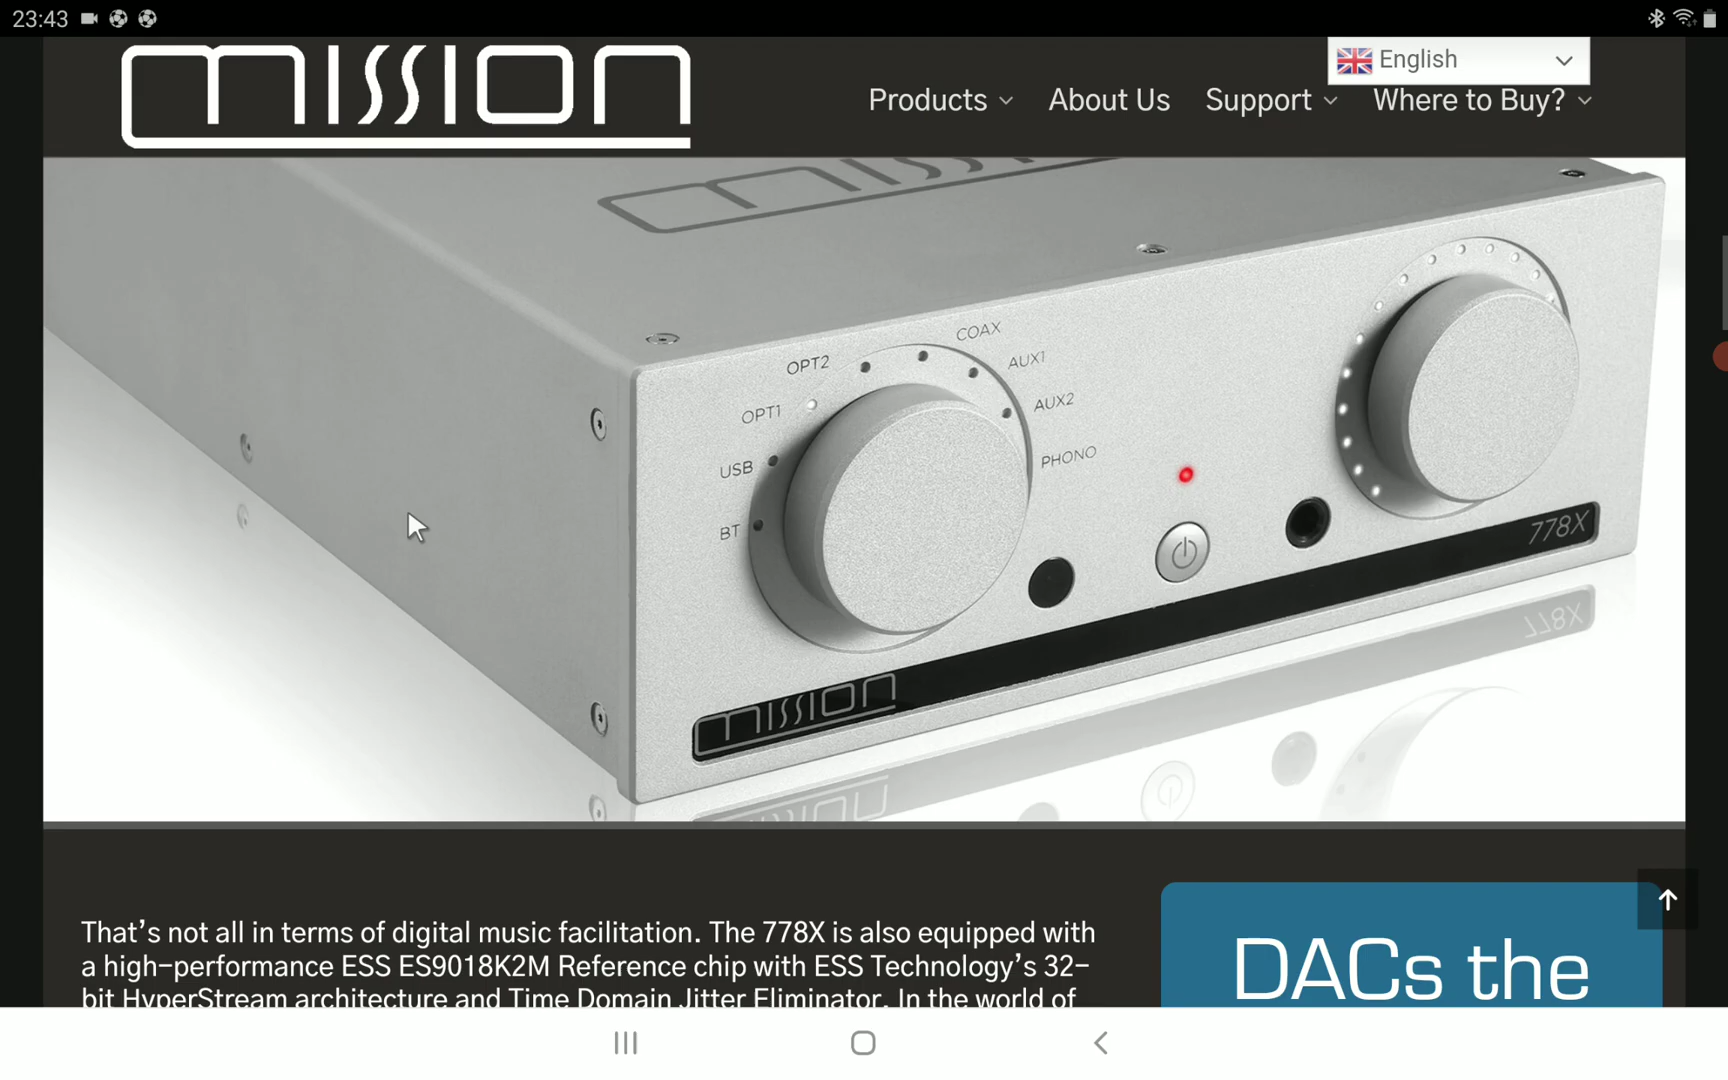 23:43
mission
English
Products
About Us
Support
Where to Buy?
COAX
OPT2
AUX1
OPT1
AUX2
USB
PHONO
BT
778X
778X
mission
That's not all in terms of digital music facilitation. The 778X is also equipped with
a high-performance ESS ES9018K2M Reference chip with ESS Technology's 32-
bit HyperStream architecture and Time Domain Jitter Eliminator. In the world of
DACs the